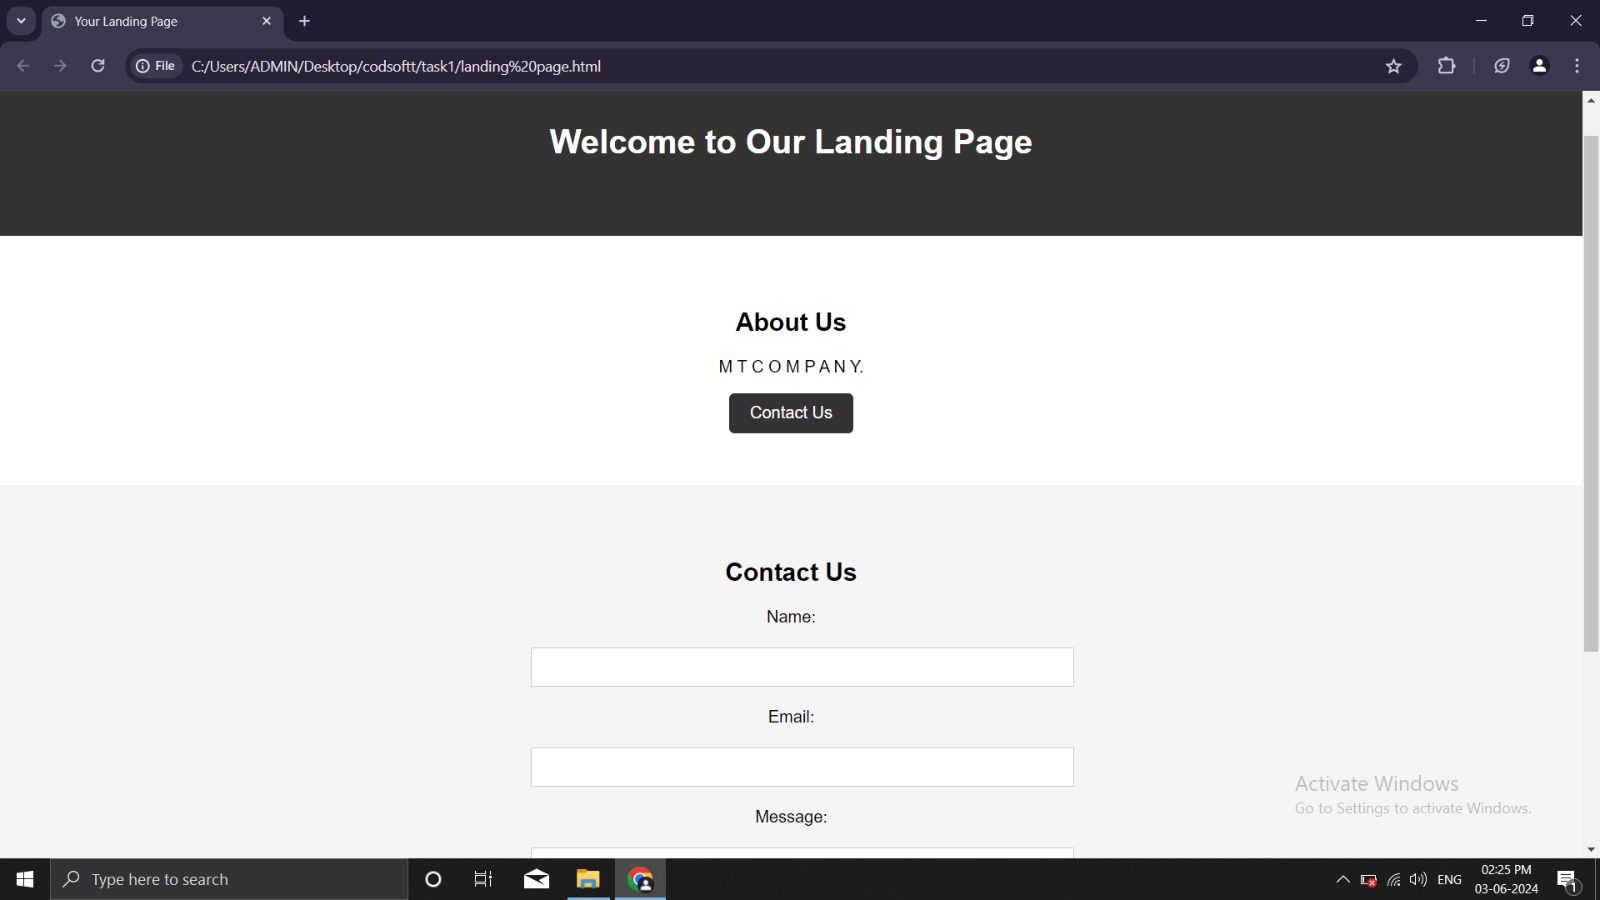 Your Landing Page
File
C:/Users/ADMIN/Desktop/codsoftt/task1/landing%20page.html
Welcome to Our Landing Page
About Us
M T C O M P A N Y.
Contact Us
Contact Us
Name:
Email:
Message:
Activate Windows
Go to Settings to activate Windows.
Type here to search
ENG
02:25 PM
03-06-2024
1